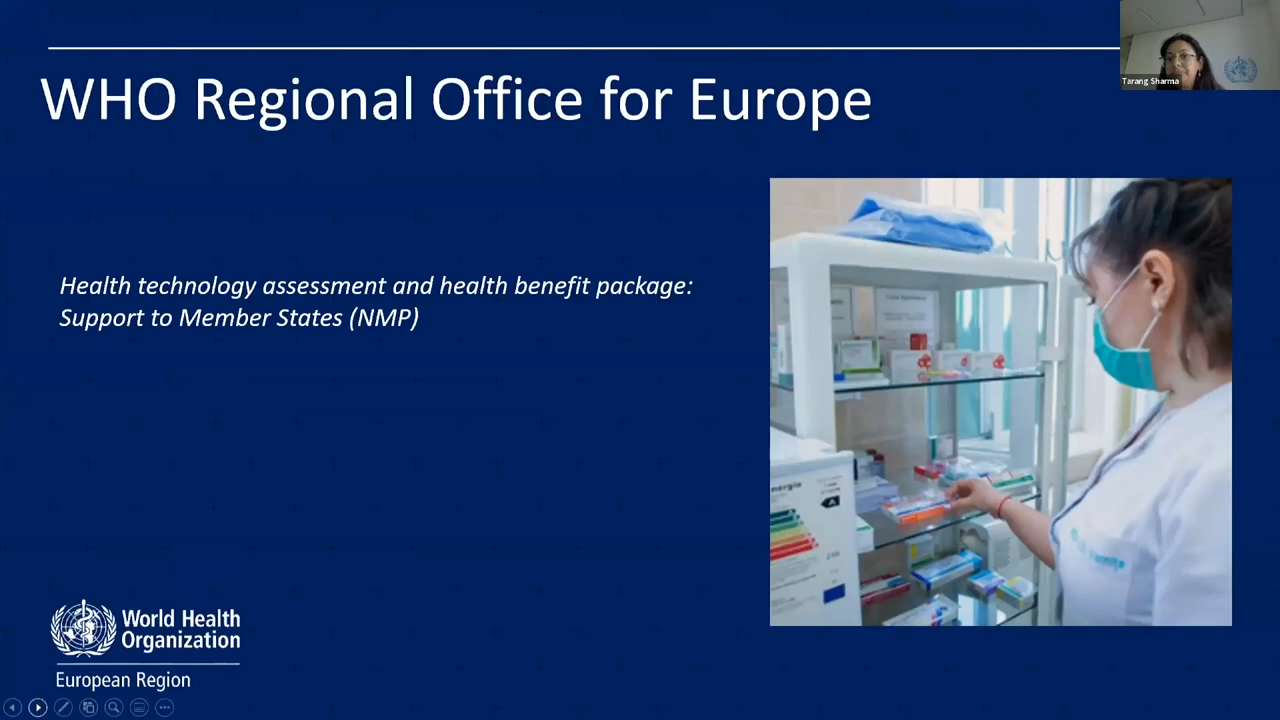 WHO Regional Office for Europe
Tarang Sharma
Health technology assessment and health benefit package:
Support to Member States (NMP)
A
World Health
Organization
European Region